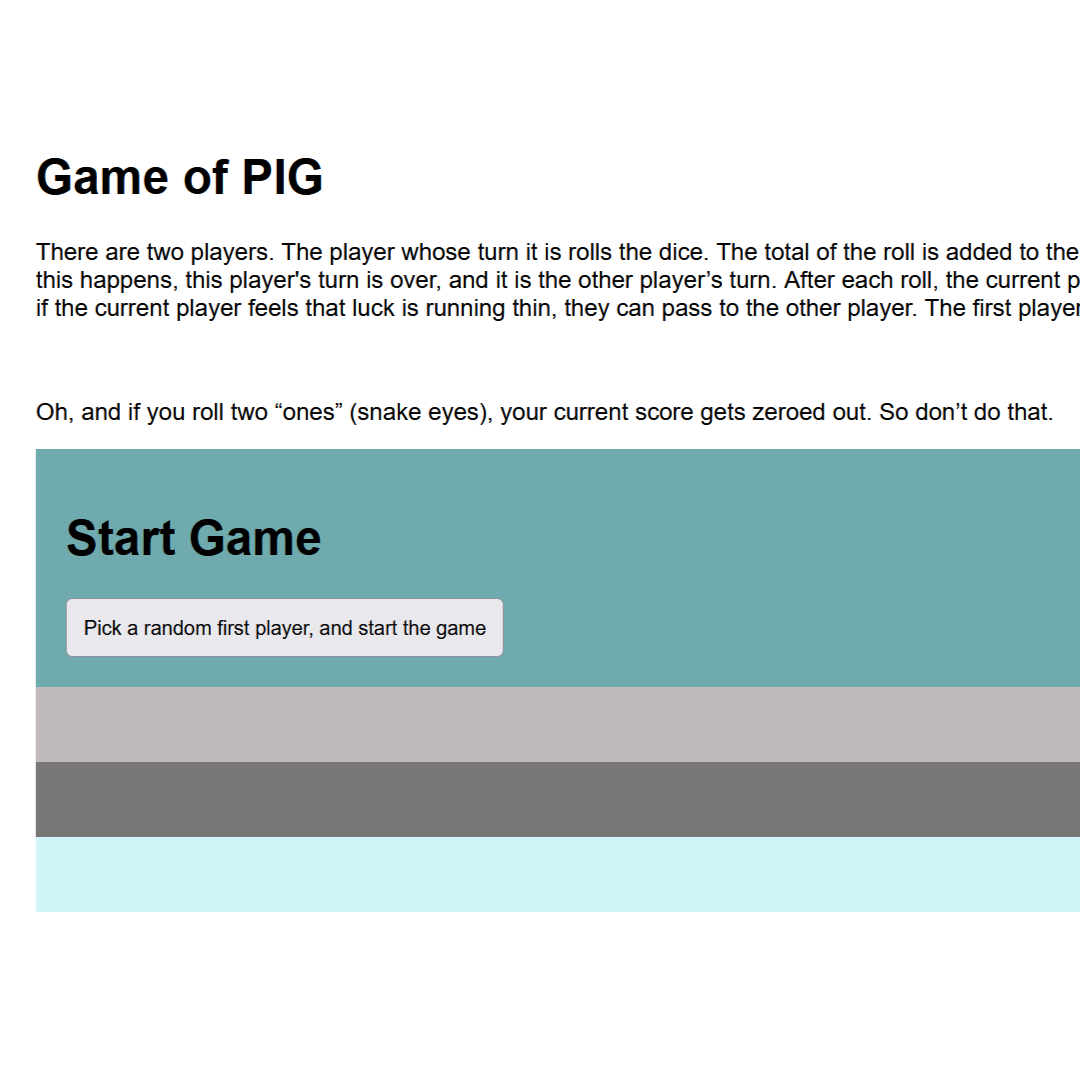 Game of PIG
There are two players. The player whose turn it is rolls the dice. The total of the roll is added to the
this happens, this player's turn is over, and it is the other player’s turn. After each roll, the current p
if the current player feels that luck is running thin, they can pass to the other player. The first player
Oh, and if you roll two “ones” (snake eyes), your current score gets zeroed out. So don’t do that.
Start Game
Pick a random first player, and start the game